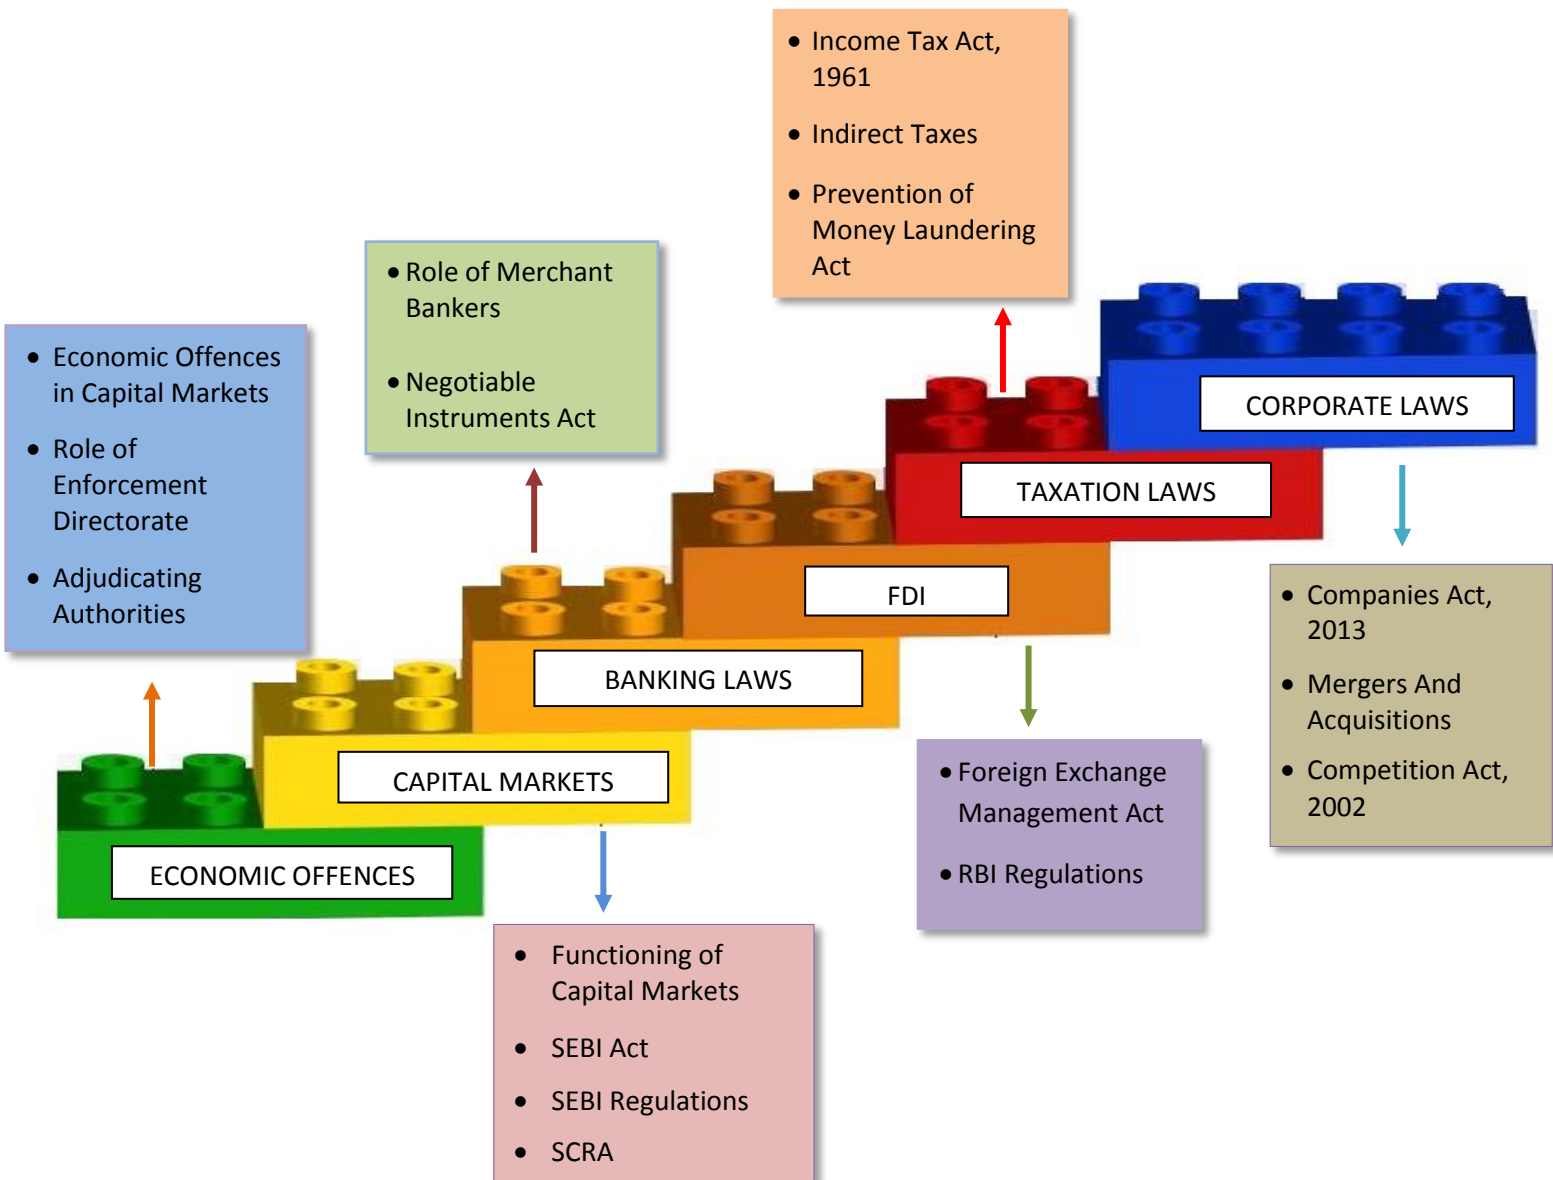 • Income Tax Act,
1961
• Indirect Taxes
• Prevention of
Money Laundering
Act
• Role of Merchant
Bankers
• Negotiable
Instruments Act
• Economic Offences
in Capital Markets
• Role of
Enforcement
Directorate
• Adjudicating
Authorities
CORPORATE LAWS
TAXATION LAWS
FDI
BANKING LAWS
CAPITAL MARKETS
ECONOMIC OFFENCES
• Companies Act,
2013
• Mergers And
Acquisitions
• Competition Act,
2002
• Foreign Exchange
Management Act
• RBI Regulations
• Functioning of
Capital Markets
• SEBI Act
• SEBI Regulations
• SCRA